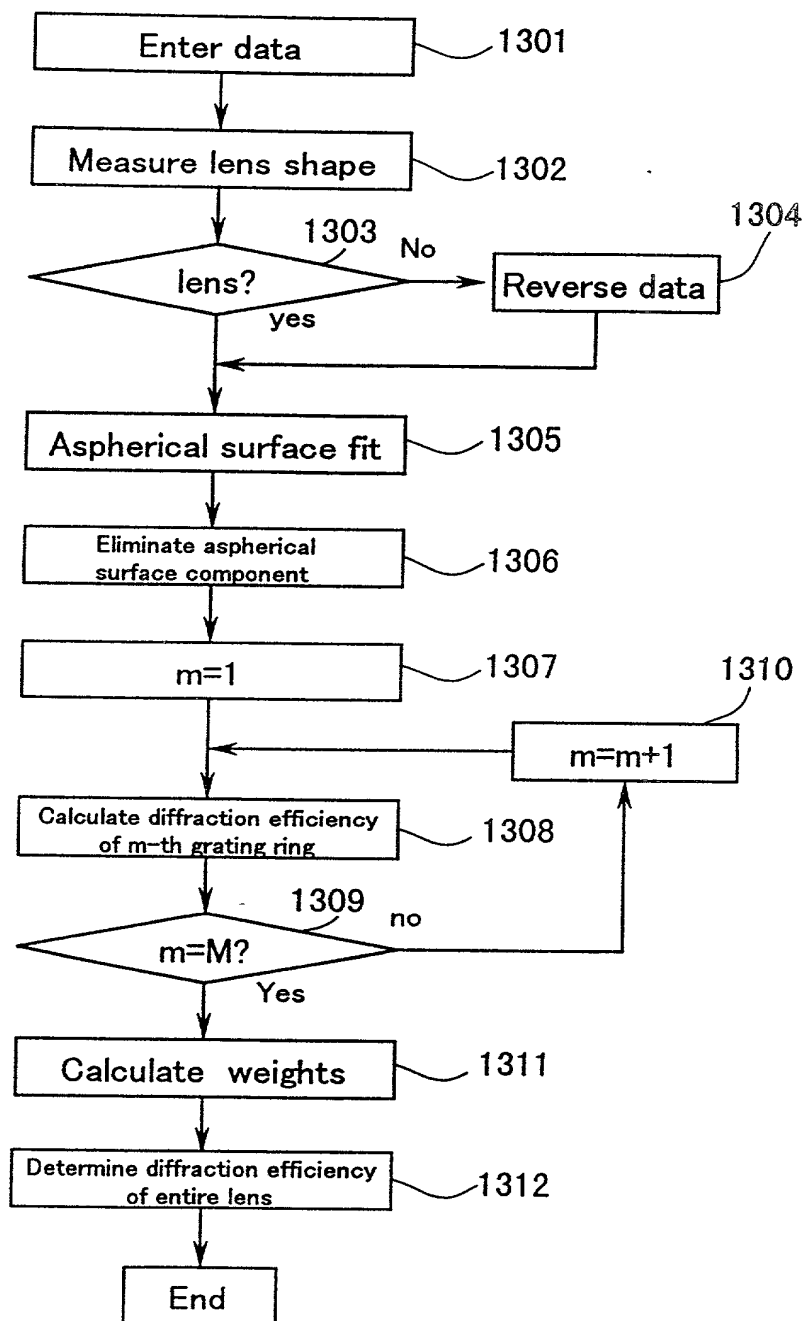 Enter data
1301
Measure lens shape
1302
1303
No
1304
lens?
Reverse data
yes
Aspherical surface fit
1305
Eliminate aspherical
surface component
1306
m=1
1307
1310
m=m+1
Calculate diffraction efficiency
of m-th grating ring
1308
1309
no
m=M?
Yes
Calculate weights
1311
Determine diffraction efficiency
of entire lens
1312
End